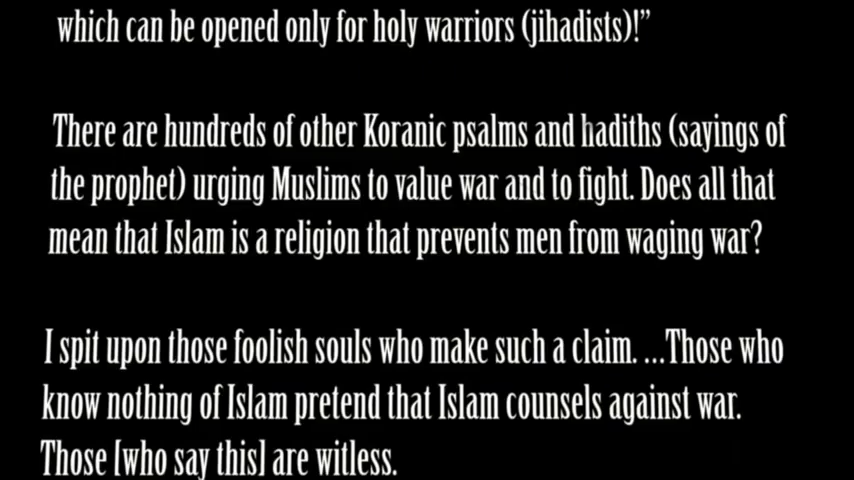 which can be opened only for holy warriors (jihadists)!”
There are hundreds of other Koranic psalms and hadiths (sayings of
the prophet) urging Muslims to value war and to fight. Does all that
mean that Islam is a religion that prevents men from waging war?
I spit upon those foolish souls who make such a claim. ...Those who
know nothing of Islam pretend that Islam counsels against war.
Those [who say this] are witless.